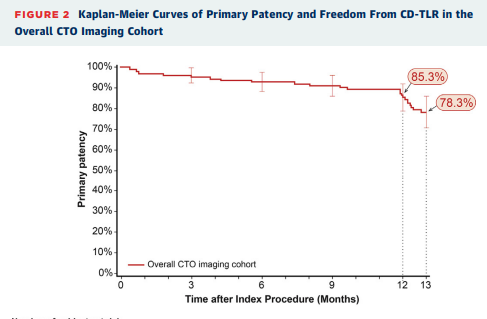 FIGURE 2 Kaplan-Meier Curves of Primary Patency and Freedom From CD-TLR in the
Overall CTO Imaging Cohort
100%
90%
80%
70%
60%
50%
40%
30%
20%
10%
0%
Primary patency
85.3%
78.3%
Overall CTO imaging cohort
0 3 6 9 12 13
Time after Index Procedure (Months)